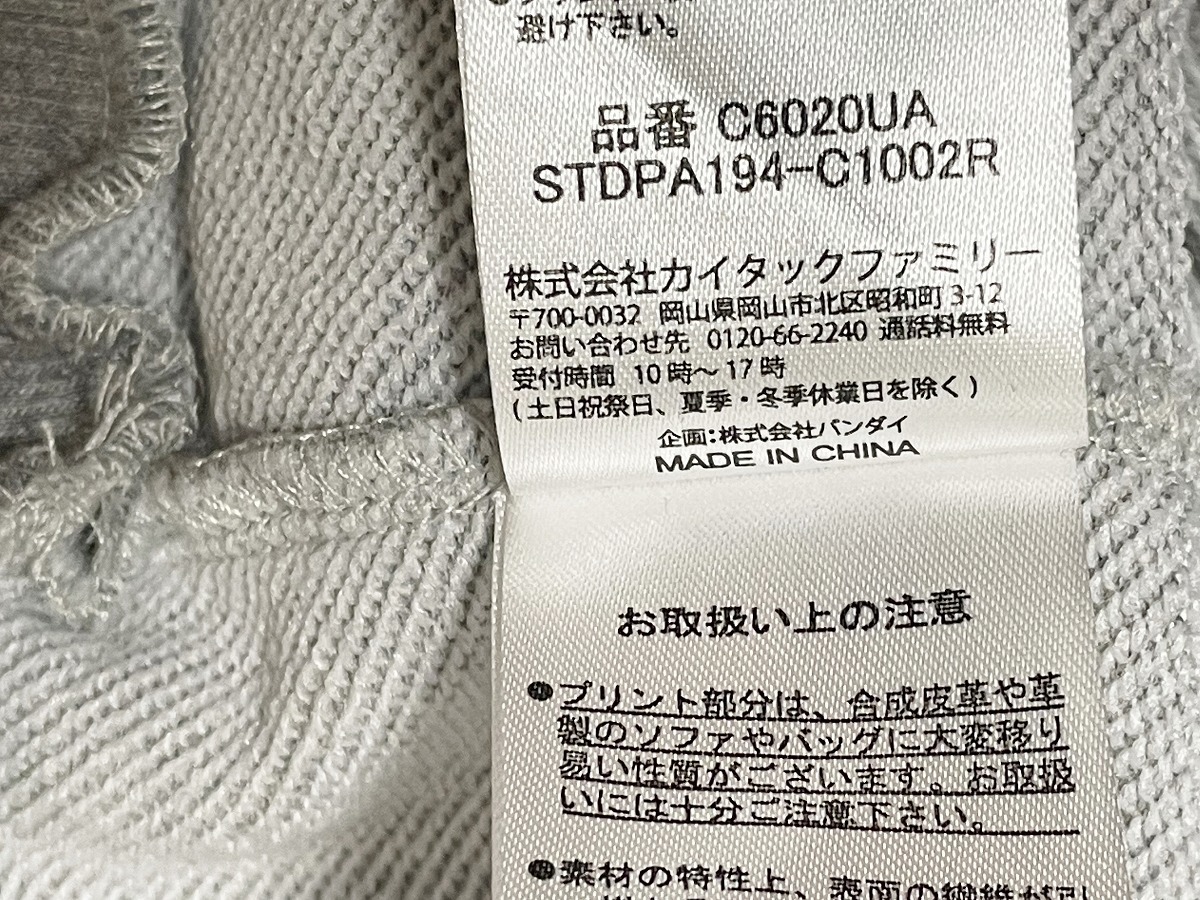 避け下さい。
品番 C6020UA
STDPA194-C1002R
株式会社カイタックファミリー
〒700-0032 岡山県岡山市北区昭和町 3-12
お問い合わせ先 0120-66-2240 通話料無料
受付時間 10時～17時
(土日祝祭日、夏季・冬季休業日を除く)
企画:株式会社バンダイ
MADE IN CHINA
お取扱い上の注意
●プリント部分は、合成皮革や革
製のソファやバッグに大変移り
易い性質がございます。お取扱
いには十分ご注意下さい。
●素材の特性上、表面の繊維が引